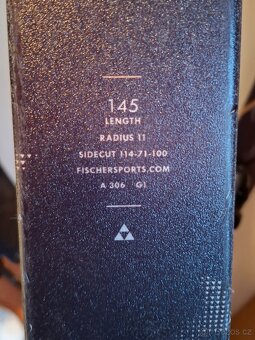 145
LENGTH
RADIUS 11
SIDECUT 114-71-100
FISCHERSPORTS.COM
A 306 G1